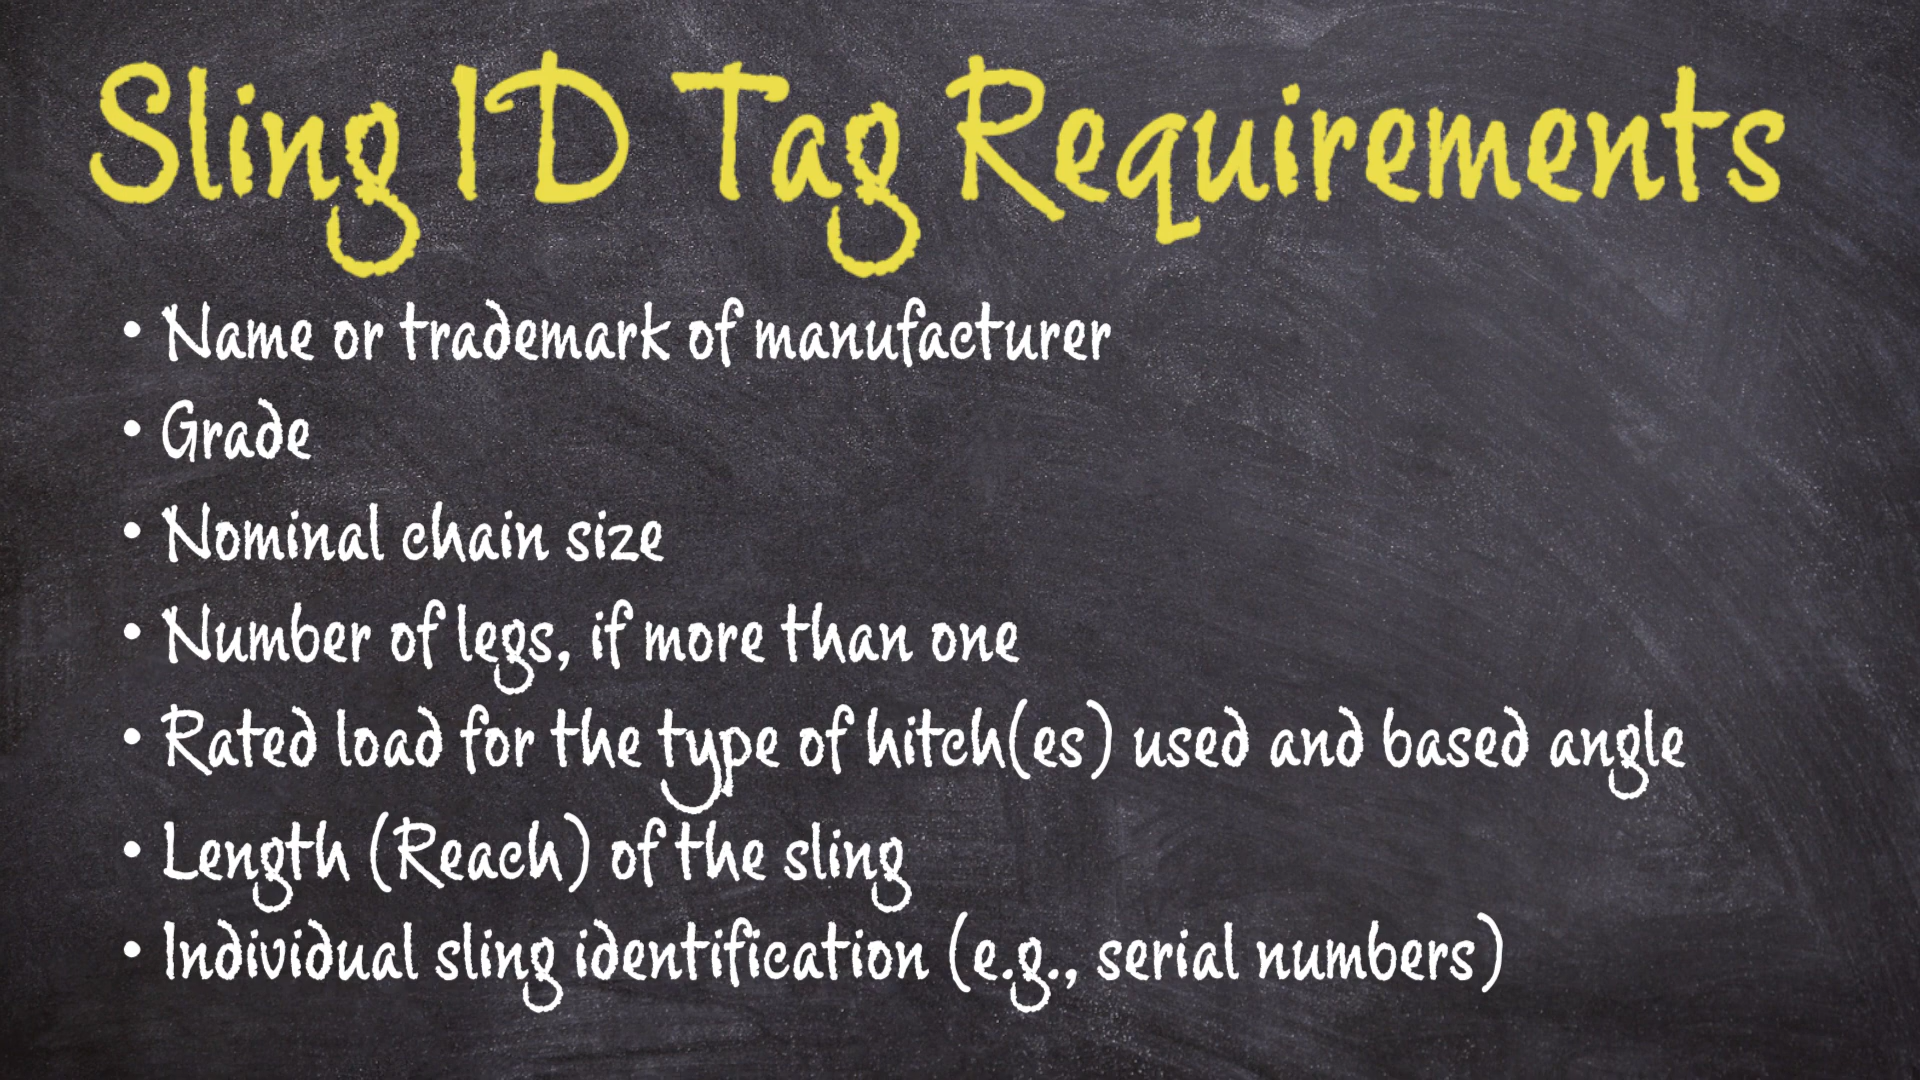 Sling ID Tag Requirements
• Name or trademark of manufacturer
• Grade
• Nominal chain size
• Number of legs, if more than one
• Rated load for the type of hitch(es) used and based angle
• Length (Reach) of the sling
• Individual sling identification (e.g., serial numbers)